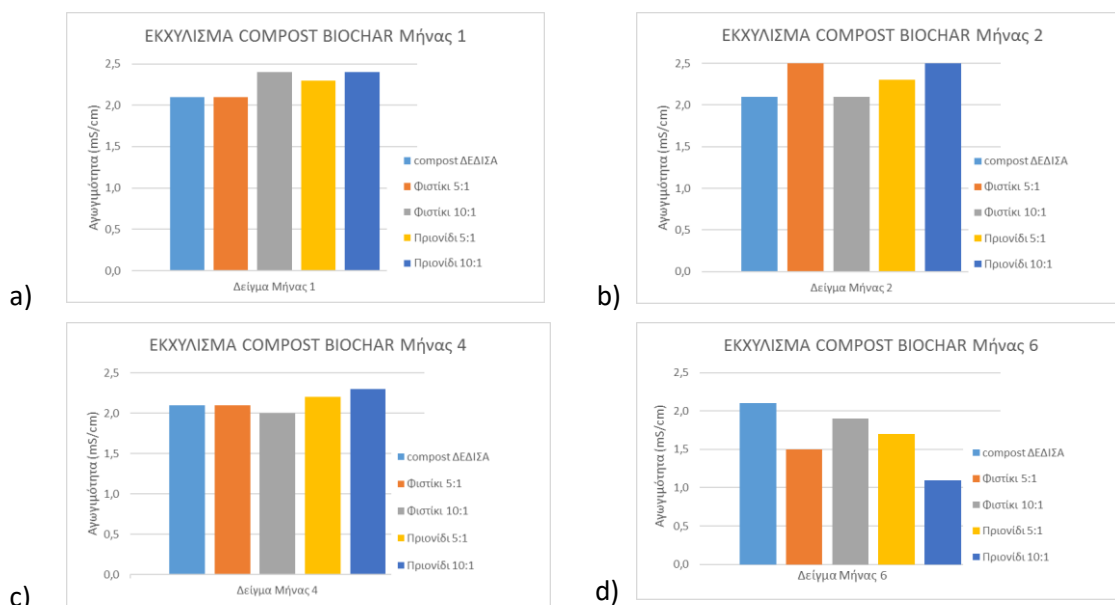 ΕΚΧΥΛΙΣΜΑ COMPOST BIOCHAR Μήνας 1
Αγωγιμότητα (mS/cm)
2,5
2,0
1,5
1,0
0,5
0,0
compost ΔΕΔΙΣΑ
Φιστίκι 5:1
Φιστίκι 10:1
Πριονίδι 5:1
Πριονίδι 10:1
Δείγμα Μήνας 1
a)
ΕΚΧΥΛΙΣΜΑ COMPOST BIOCHAR Μήνας 2
Αγωγιμότητα (mS/cm)
2,5
2,0
1,5
1,0
0,5
0,0
compost ΔΕΔΙΣΑ
Φιστίκι 5:1
Φιστίκι 10:1
Πριονίδι 5:1
Πριονίδι 10:1
Δείγμα Μήνας 2
b)
ΕΚΧΥΛΙΣΜΑ COMPOST BIOCHAR Μήνας 4
Αγωγιμότητα (mS/cm)
2,5
2,0
1,5
1,0
0,5
0,0
compost ΔΕΔΙΣΑ
Φιστίκι 5:1
Φιστίκι 10:1
Πριονίδι 5:1
Πριονίδι 10:1
Δείγμα Μήνας 4
c)
ΕΚΧΥΛΙΣΜΑ COMPOST BIOCHAR Μήνας 6
Αγωγιμότητα (mS/cm)
2,5
2,0
1,5
1,0
0,5
0,0
compost ΔΕΔΙΣΑ
Φιστίκι 5:1
Φιστίκι 10:1
Πριονίδι 5:1
Πριονίδι 10:1
Δείγμα Μήνας 6
d)